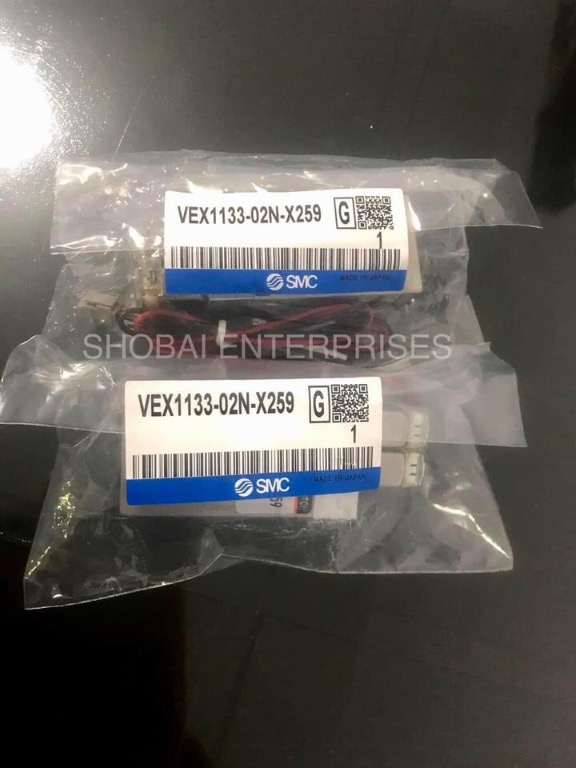 VEX1133-02N-X259
G
1
SMC
MADE IN JAPAN
SHOBAI ENTERPRISES
VEX1133-02N-X259
G
1
SMC
MADE IN JAPAN